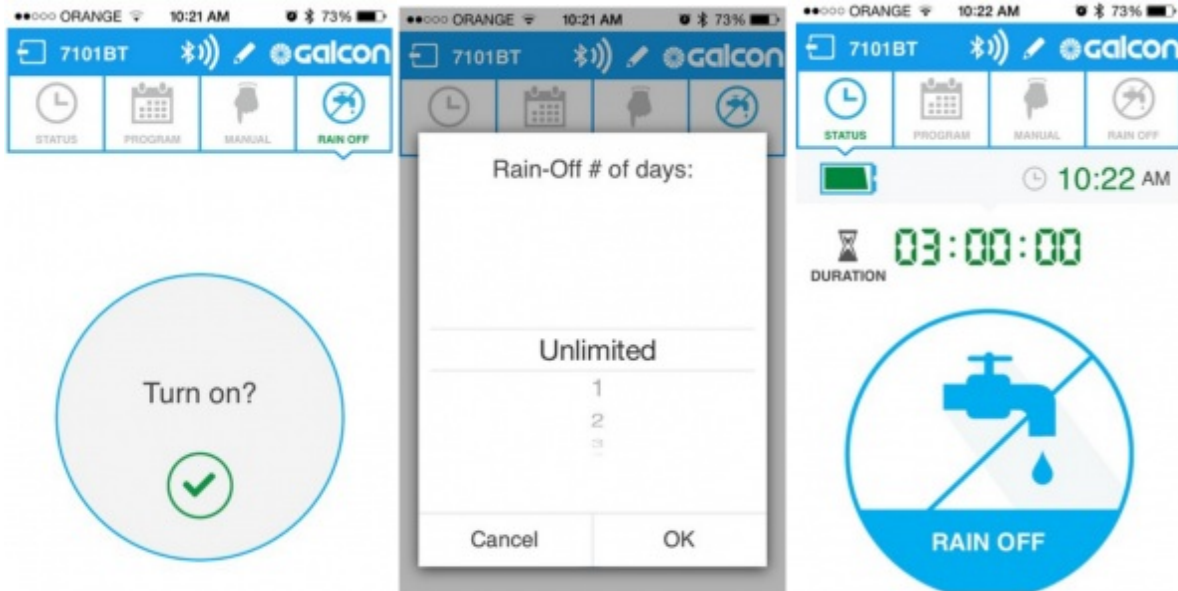 ORANGE 10:21 AM 73%
7101BT Galcon
STATUS PROGRAM MANUAL RAIN OFF
Turn on?
ORANGE 10:21 AM 73%
7101BT Galcon
Rain-Off # of days:
Unlimited
1
2
3
Cancel OK
ORANGE 10:22 AM 73%
7101BT Galcon
STATUS PROGRAM MANUAL RAIN OFF
10:22 AM
03:00:00
DURATION
RAIN OFF